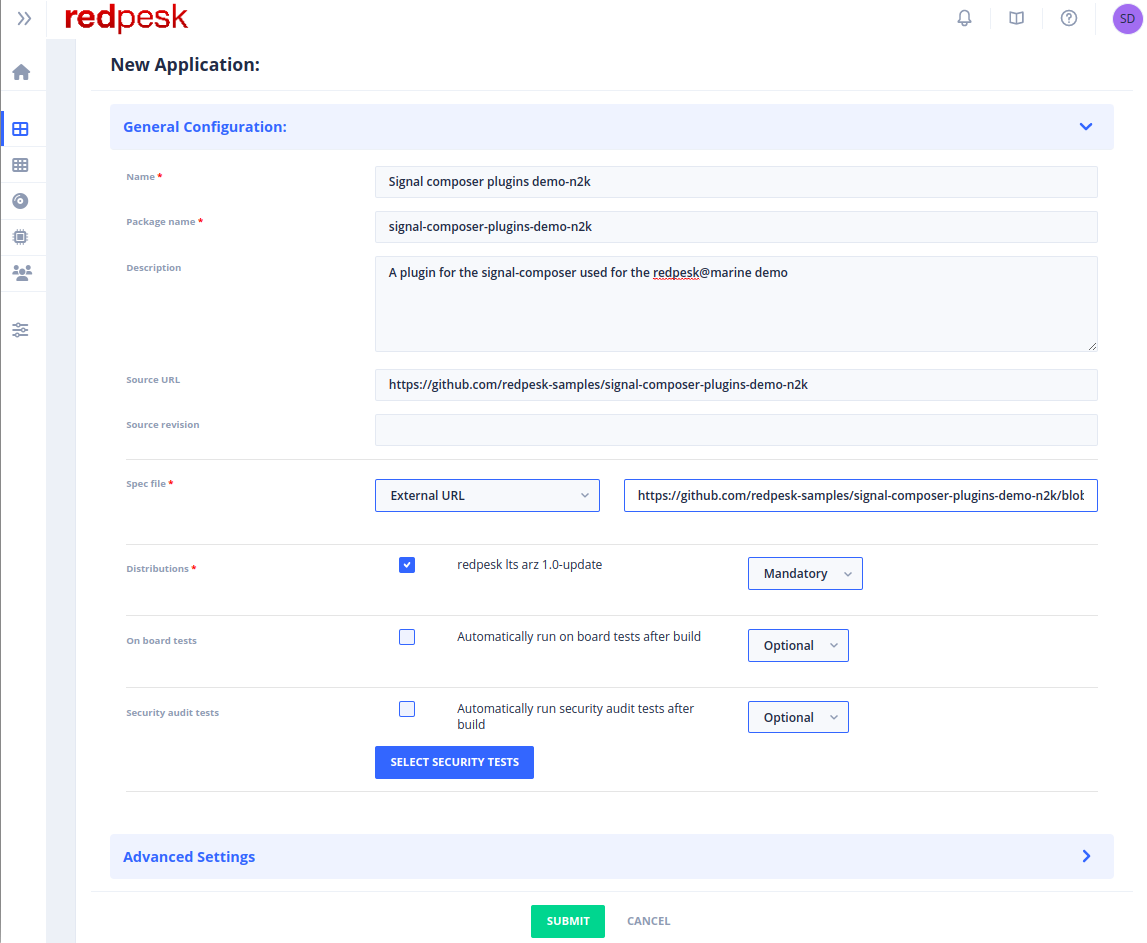 redpesk
SD
New Application:
General Configuration:
Name *
Signal composer plugins demo-n2k
Package name *
signal-composer-plugins-demo-n2k
Description
A plugin for the signal-composer used for the redpesk@marine demo
Source URL
https://github.com/redpesk-samples/signal-composer-plugins-demo-n2k
Source revision
Spec file *
External URL
https://github.com/redpesk-samples/signal-composer-plugins-demo-n2k/blob
Distributions *
redpesk lts arz 1.0-update
Mandatory
On board tests
Automatically run on board tests after build
Optional
Security audit tests
Automatically run security audit tests after
build
Optional
SELECT SECURITY TESTS
Advanced Settings
SUBMIT
CANCEL